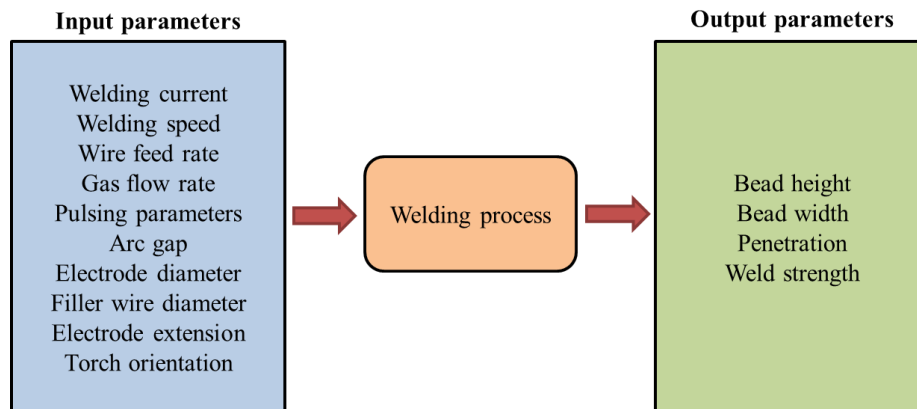 Input parameters
Welding current
Welding speed
Wire feed rate
Gas flow rate
Pulsing parameters
Arc gap
Electrode diameter
Filler wire diameter
Electrode extension
Torch orientation
Welding process
Output parameters
Bead height
Bead width
Penetration
Weld strength